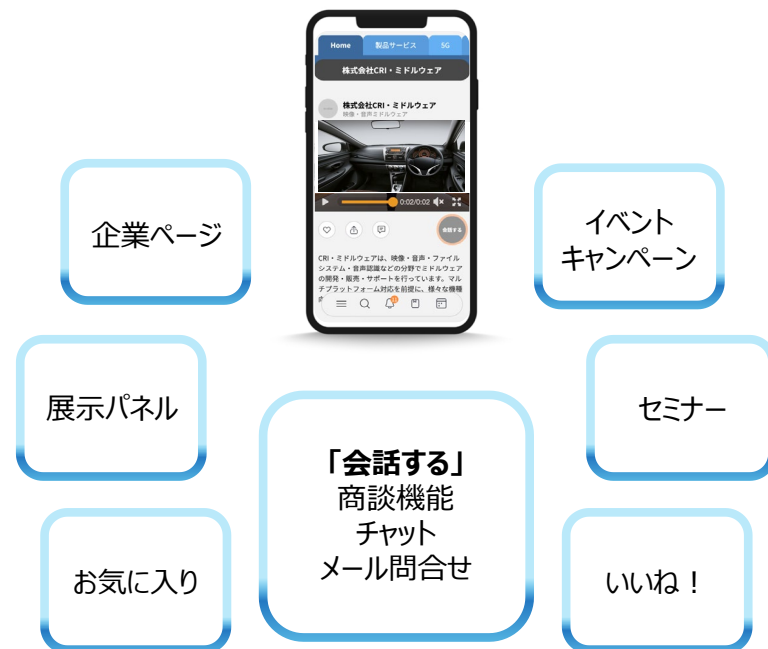 Home 製品サービス 5G
株式会社CRI・ミドルウェア
株式会社CRI・ミドルウェア
映像・音声ミドルウェア
0:02/0:02
会話する
CRI・ミドルウェアは、映像・音声・ファイル
システム・音声認識などの分野でミドルウェア
の開発・販売・サポートを行っています。マル
チプラットフォーム対応を前提に、様々な機種
企業ページ
イベント
キャンペーン
展示パネル
セミナー
「会話する」
商談機能
チャット
メール問合せ
お気に入り
いいね！